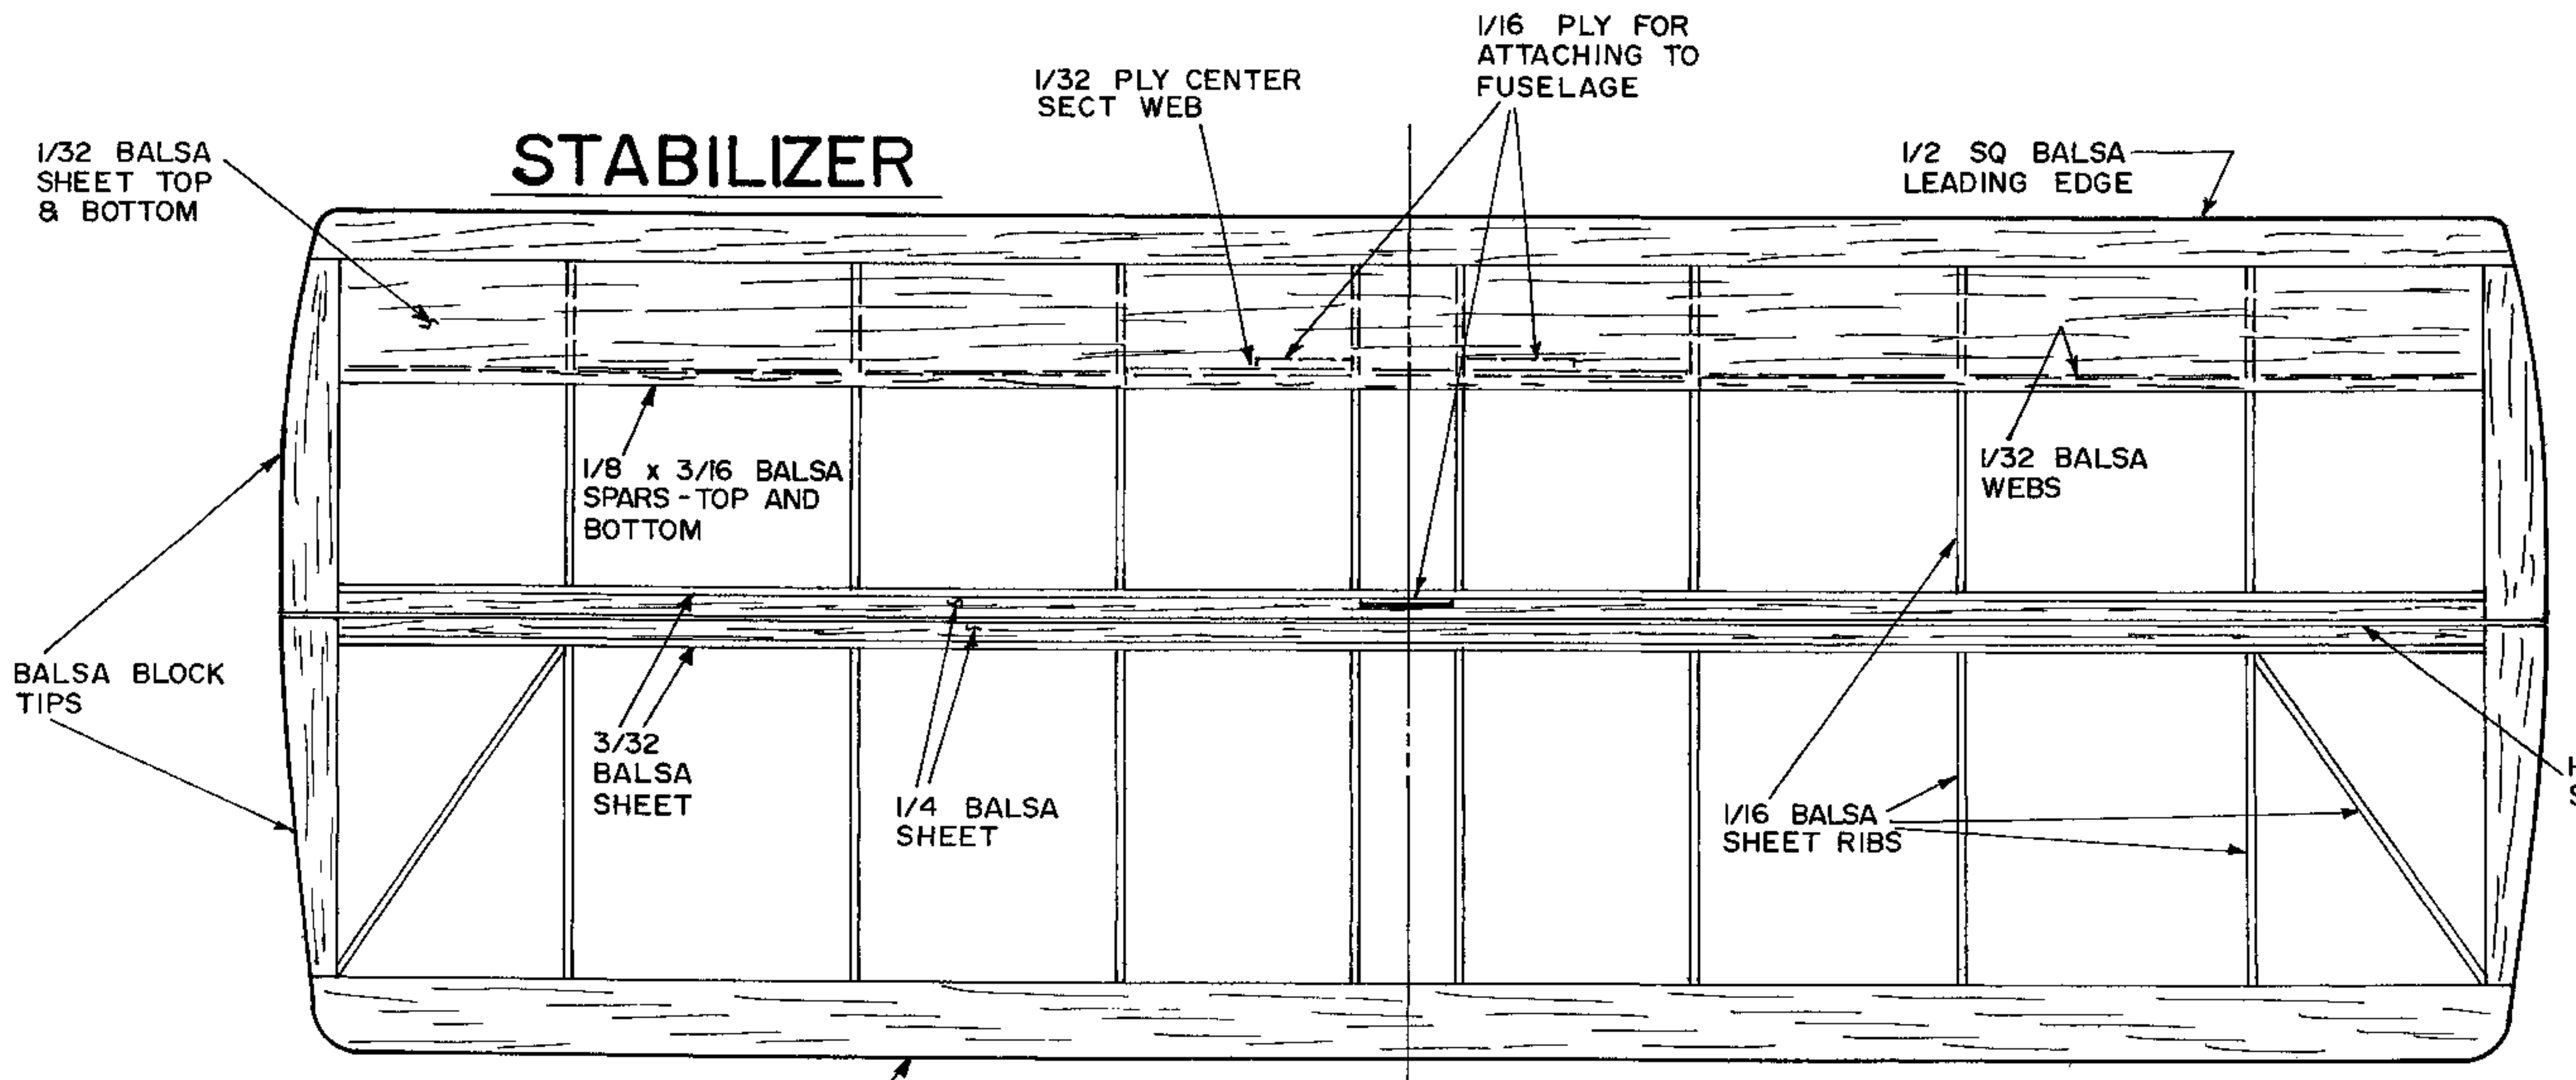 1/16 PLY FOR
ATTACHING TO
FUSELAGE
1/32 PLY CENTER
SECT WEB
STABILIZER
1/32 BALSA
SHEET TOP
& BOTTOM
1/2 SQ BALSA
LEADING EDGE
1/8 x 3/16 BALSA
SPARS-TOP AND
BOTTOM
1/32 BALSA
WEBS
BALSA BLOCK
TIPS
3/32
BALSA
SHEET
1/4 BALSA
SHEET
1/16 BALSA
SHEET RIBS